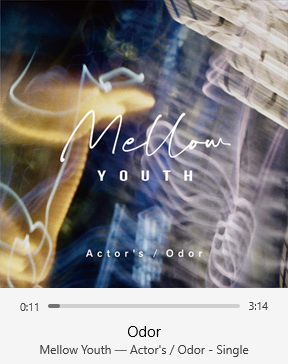 Mellow
YOUTH
Actor's / Odor
0:11
3:14
Odor
Mellow Youth — Actor's / Odor - Single